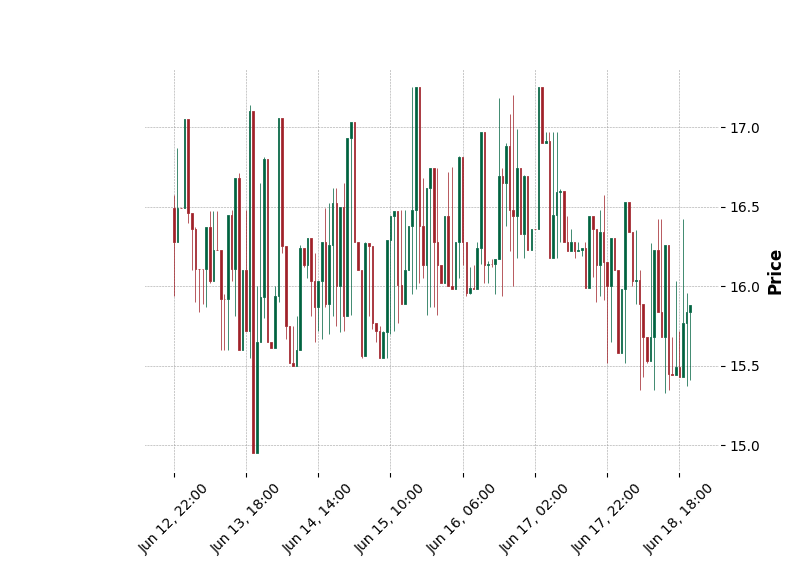 17.0
16.5
16.0
15.5
15.0
Price
Jun 12, 22:00
Jun 13, 18:00
Jun 14, 14:00
Jun 15, 10:00
Jun 16, 06:00
Jun 17, 02:00
Jun 17, 22:00
Jun 18, 18:00